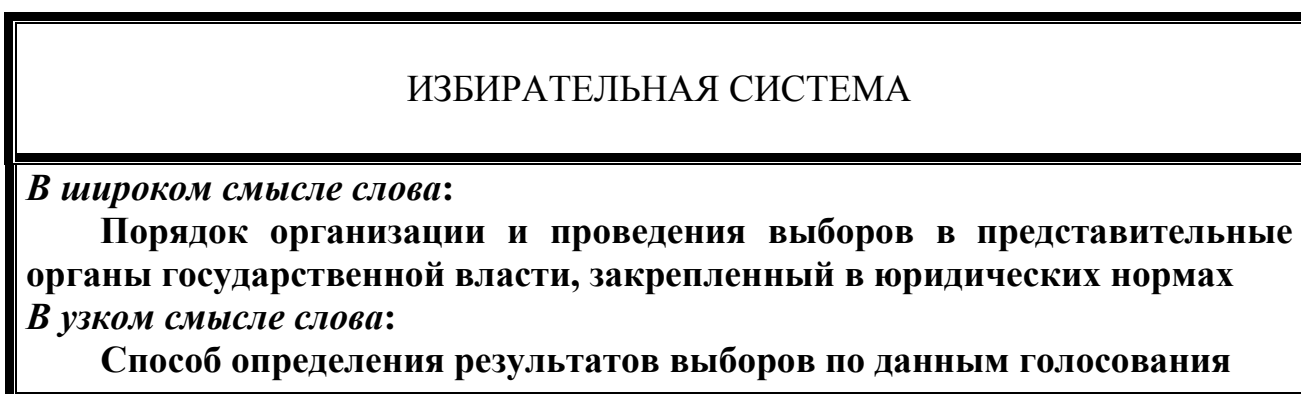 ИЗБИРАТЕЛЬНАЯ СИСТЕМА
В широком смысле слова:
Порядок организации и проведения выборов в представительные
органы государственной власти, закрепленный в юридических нормах
В узком смысле слова:
Способ определения результатов выборов по данным голосования